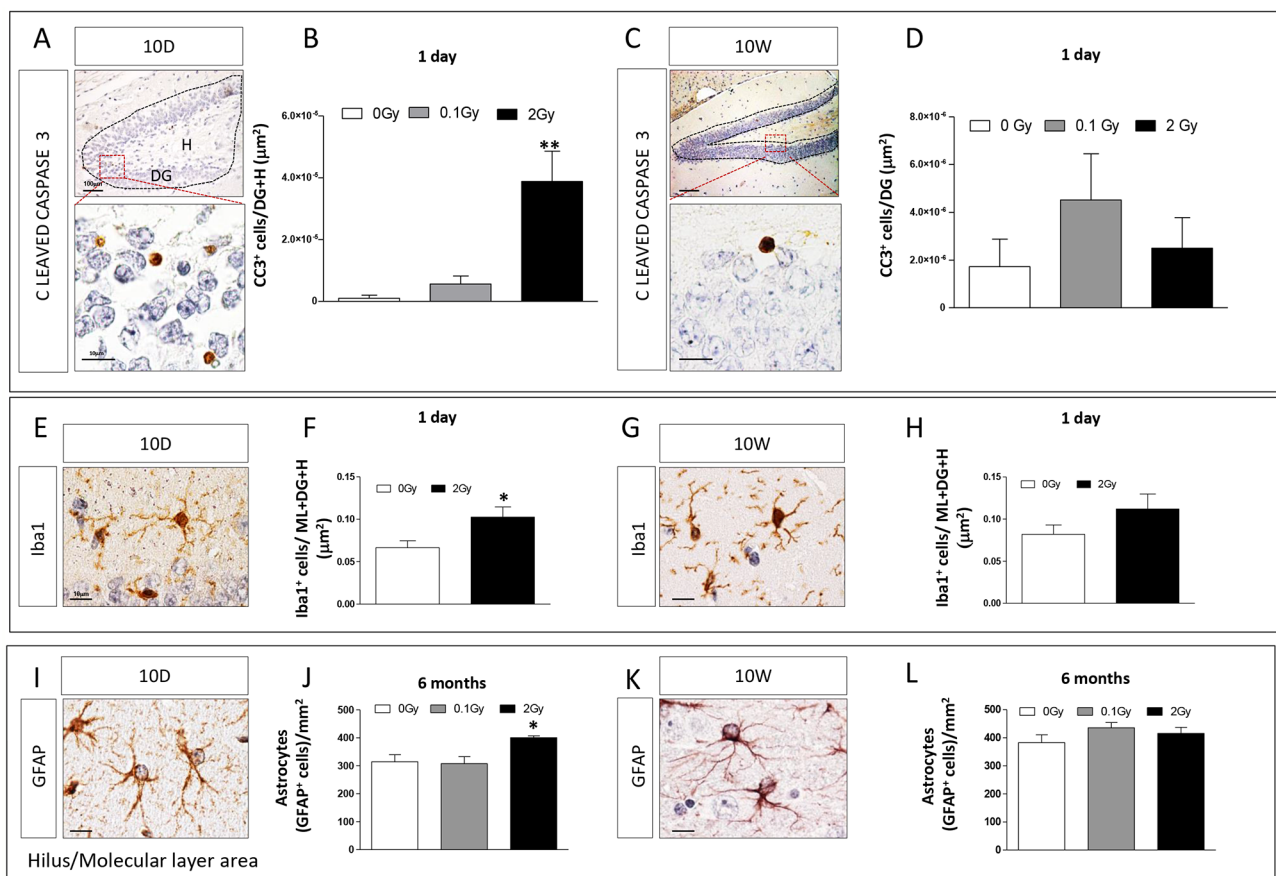 A
10D
CLEAVED CASPASE 3
H
DG
100μm
10μm
B
1 day
0Gy
0.1Gy
2Gy
CC3⁺ cells/DG+H (μm²)
6.0×10⁻⁵
4.0×10⁻⁵
2.0×10⁻⁵
0
**
C
10W
CLEAVED CASPASE 3
D
1 day
0 Gy
0.1 Gy
2 Gy
CC3⁺ cells/DG (μm²)
8.0×10⁻⁶
6.0×10⁻⁶
4.0×10⁻⁶
2.0×10⁻⁶
0
E
10D
Iba1
10μm
F
1 day
0Gy
2Gy
Iba1⁺ cells/ ML+DG+H
(μm²)
0.15
0.10
0.05
0.00
*
G
10W
Iba1
H
1 day
0Gy
2Gy
Iba1⁺ cells/ ML+DG+H
(μm²)
0.15
0.10
0.05
0.00
I
10D
GFAP
Hilus/Molecular layer area
J
6 months
0Gy
0.1Gy
2Gy
Astrocytes
(GFAP⁺ cells)/mm²
500
400
300
200
100
0
*
K
10W
GFAP
L
6 months
0Gy
0.1Gy
2Gy
Astrocytes
(GFAP⁺ cells)/mm²
500
400
300
200
100
0